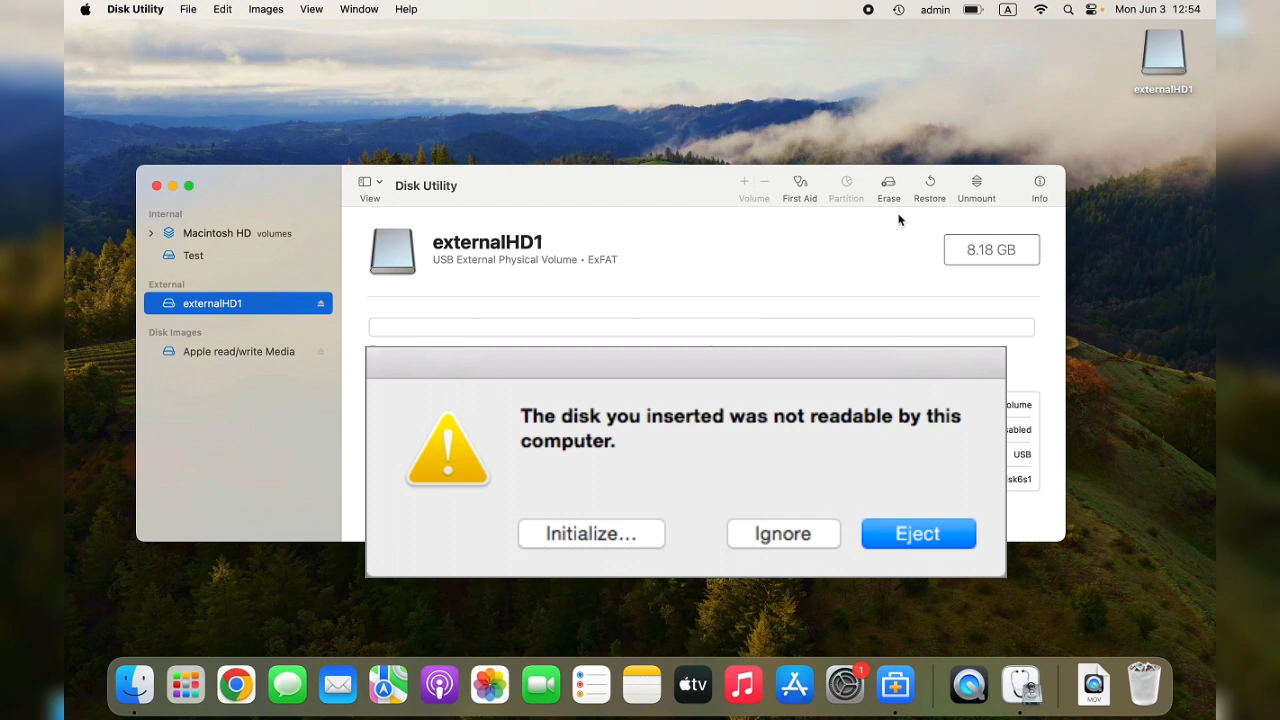 Disk Utility File Edit Images View Window Help admin A Mon Jun 3 12:54
externalHD1
Disk Utility
View Volume First Aid Partition Erase Restore Unmount Info
Internal
Macintosh HD volumes
Test
External
externalHD1
Disk Images
Apple read/write Media
externalHD1
USB External Physical Volume • ExFAT
8.18 GB
olume
abled
USB
sk6s1
The disk you inserted was not readable by this
computer.
Initialize... Ignore Eject
tv
1
MOV